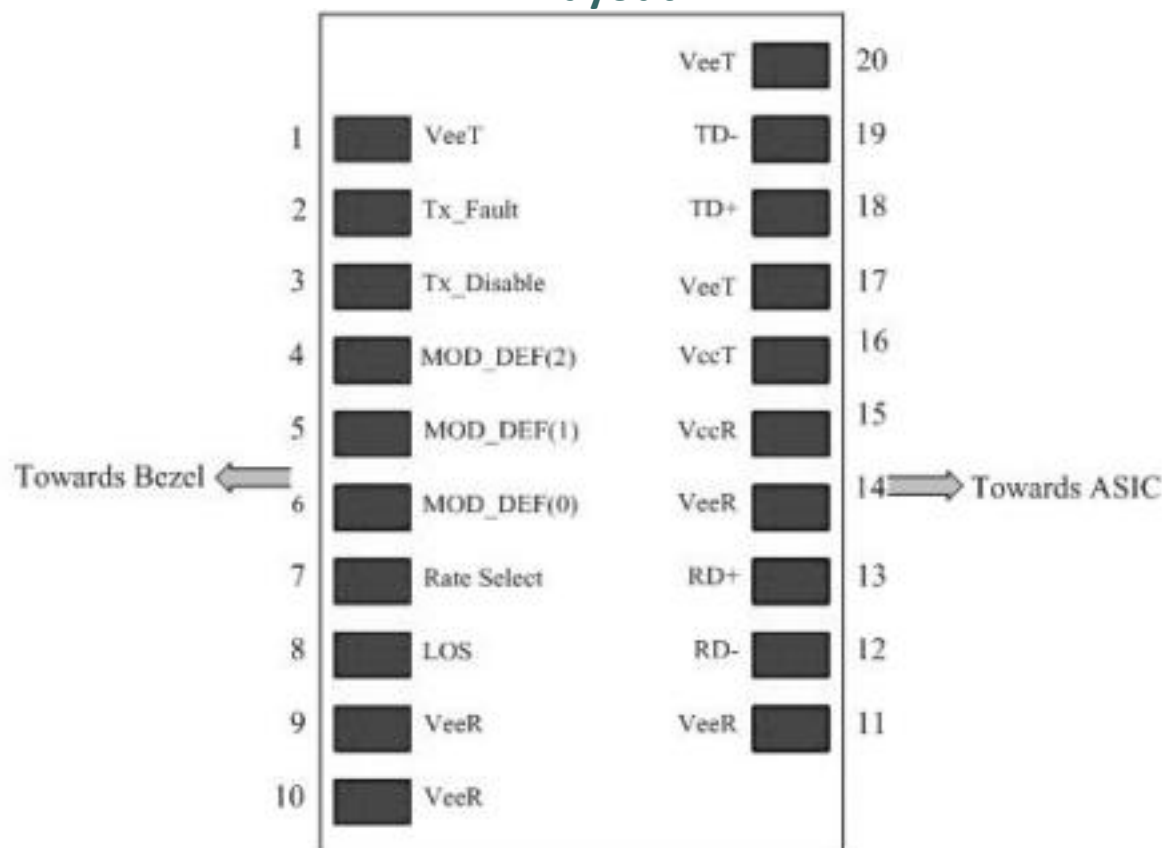 VeeT 20
1 VeeT TD- 19
2 Tx_Fault TD+ 18
3 Tx_Disable VeeT 17
4 MOD_DEF(2) VccT 16
5 MOD_DEF(1) VccR 15
Towards Bezel 14 Towards ASIC
6 MOD_DEF(0) VeeR
7 Rate Select RD+ 13
8 LOS RD- 12
9 VeeR VeeR 11
10 VeeR